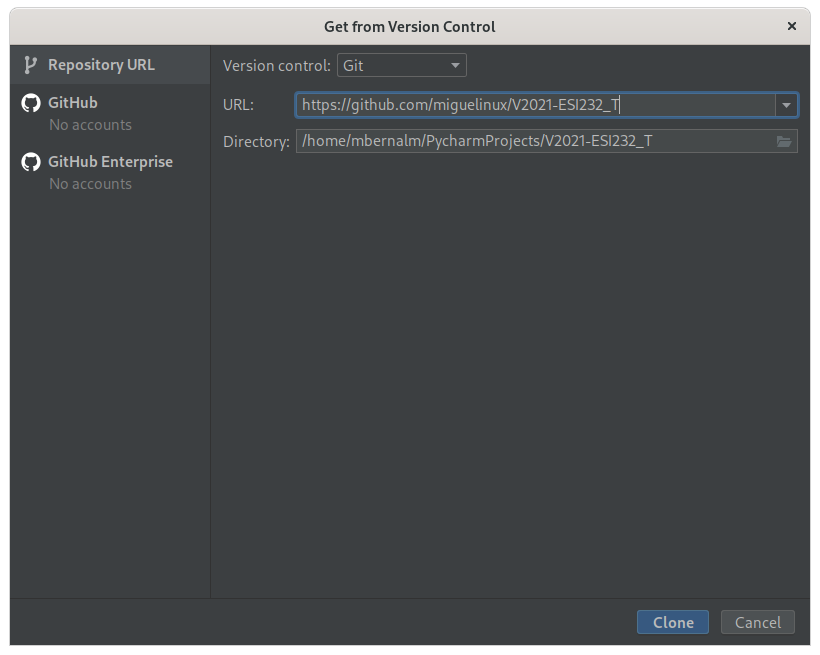 Get from Version Control
Repository URL
GitHub
No accounts
GitHub Enterprise
No accounts
Version control: Git
URL: https://github.com/miguelinux/V2021-ESI232_T
Directory: /home/mbernalm/PycharmProjects/V2021-ESI232_T
Clone Cancel